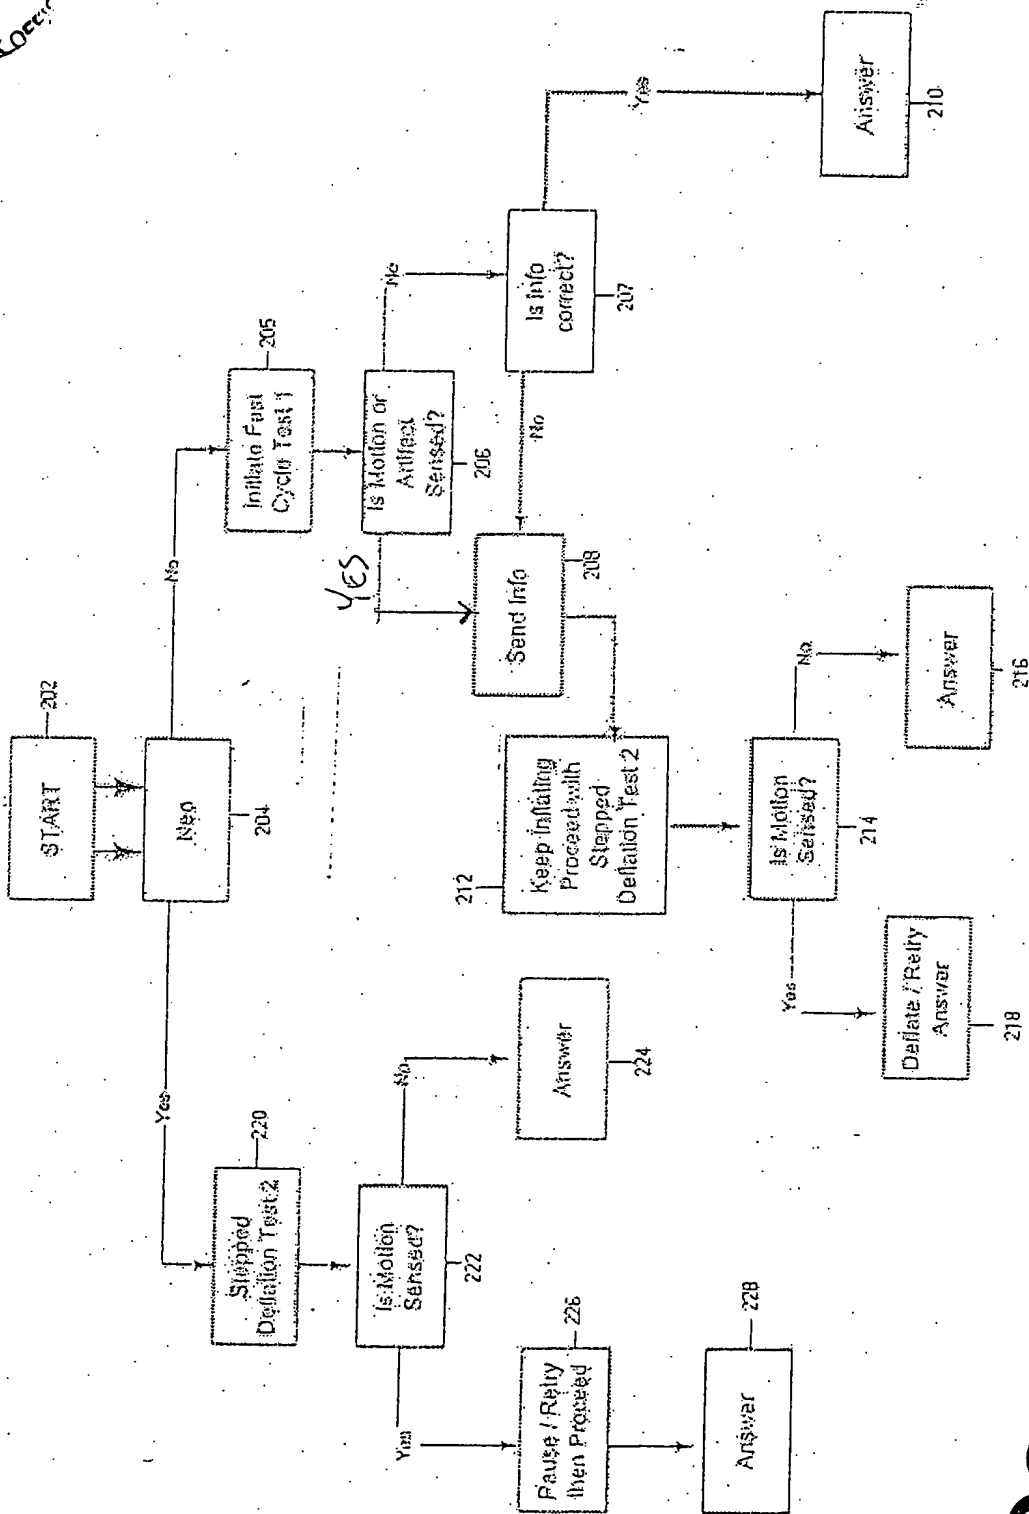 START
202
Neo
204
Yes
No
Stepped
Deflation Test 2
220
Initiate Fast
Cycle Test 1
205
Is Motion
Sensed?
222
Is Motion or
Artifact
Sensed?
206
YES
No
Yes
No
Send Info
208
Is Info
correct?
207
No
Yes
Pause / Retry
then Proceed
226
Answer
224
Keep Inflating
Proceed with
Stepped
Deflation Test 2
212
Answer
228
Is Motion
Sensed?
214
Answer
210
Yes
No
Deflate / Retry
Answer
218
Answer
216